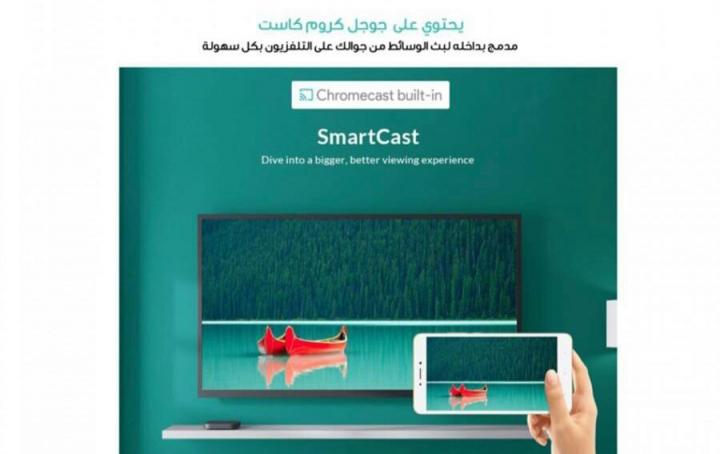 يحتوي على جوجل كروم كاست
مدمج بداخله لبث الوسائط من جوالك على التلفزيون بكل سهولة
Chromecast built-in
SmartCast
Dive into a bigger, better viewing experience